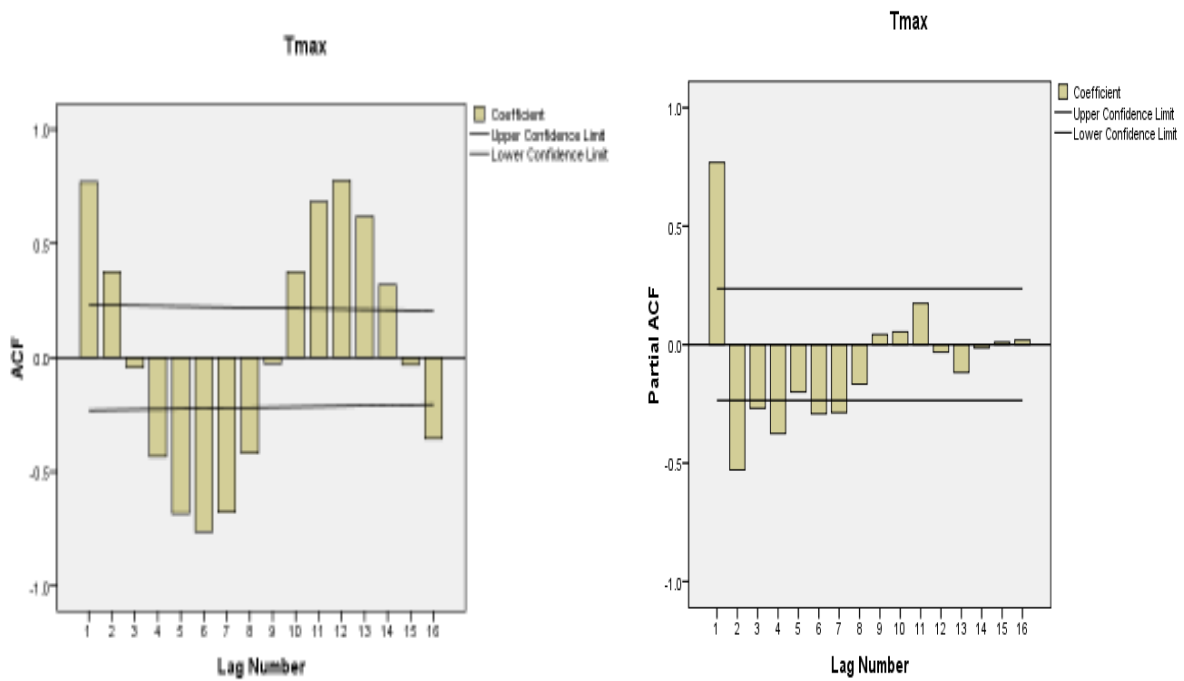 Tmax
Coefficient
Upper Confidence Limit
Lower Confidence Limit
1.0
0.5
0.0
-0.5
-1.0
ACF
1 2 3 4 5 6 7 8 9 10 11 12 13 14 15 16
Lag Number
Tmax
Coefficient
Upper Confidence Limit
Lower Confidence Limit
1.0
0.5
0.0
-0.5
-1.0
Partial ACF
1 2 3 4 5 6 7 8 9 10 11 12 13 14 15 16
Lag Number